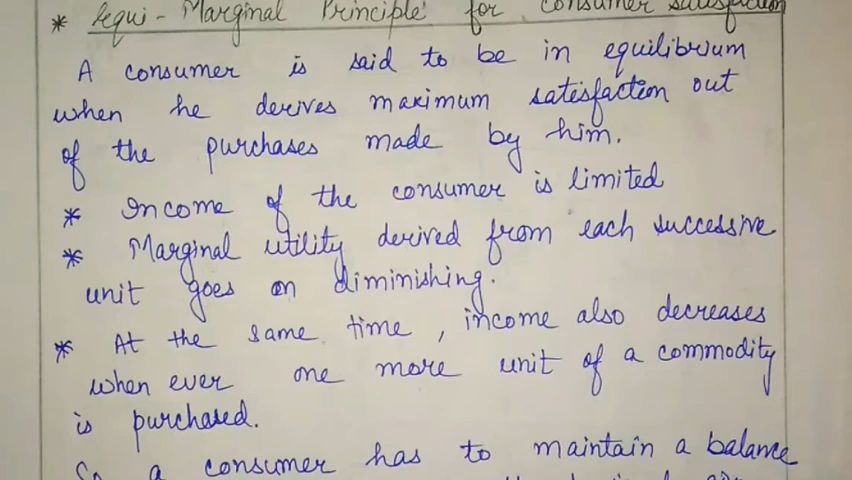 * Aequi-Marginal Principle for consumer satisfaction
A consumer is said to be in equilibrium
when he derives maximum satisfaction out
of the purchases made by him.
* Income of the consumer is limited
* Marginal utility derived from each successive
unit goes on diminishing.
* At the same time, income also decreases
when ever one more unit of a commodity
is purchased.
So a consumer has to maintain a balance